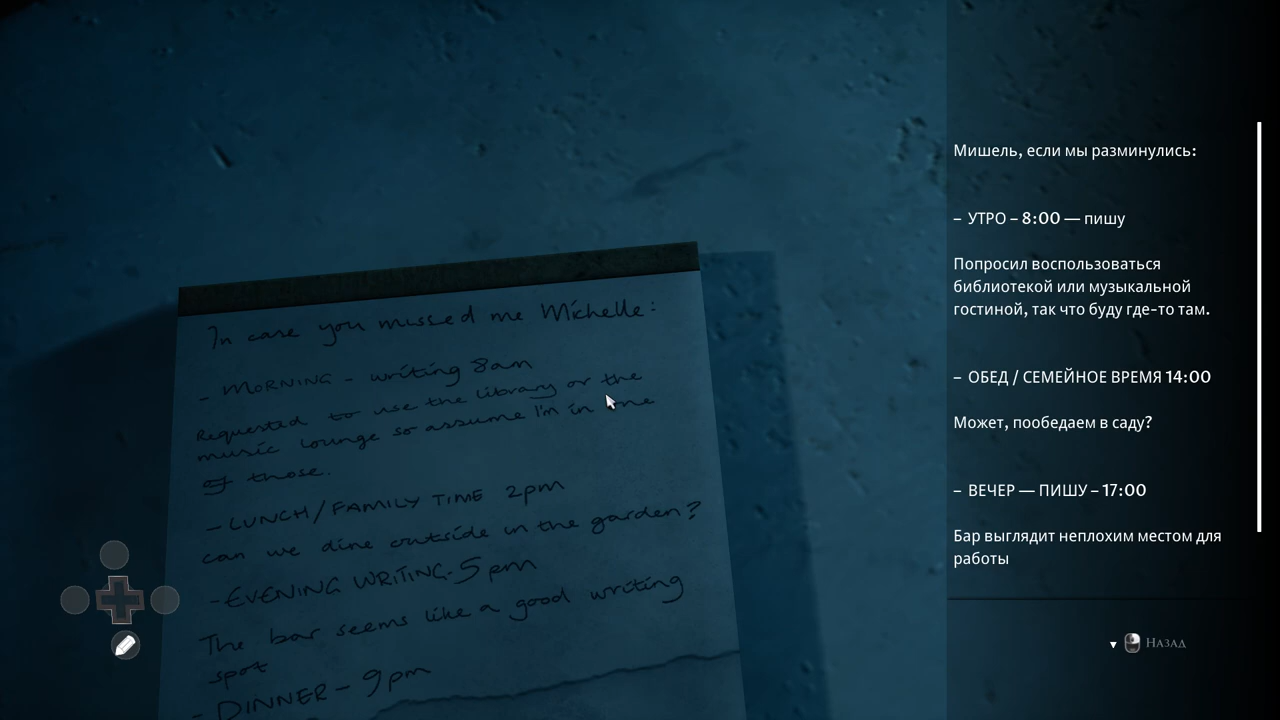 In case you missed me Michelle:
- MORNING - writing 8am
Requested to use the library or the
music lounge so assume I'm in one
of those.
- LUNCH/FAMILY TIME 2pm
can we dine outside in the garden?
- EVENING WRITING - 5pm
The bar seems like a good writing
spot
- DINNER - 9pm
Мишель, если мы разминулись:
– УТРО – 8:00 — пишу
Попросил воспользоваться
библиотекой или музыкальной
гостиной, так что буду где-то там.
– ОБЕД / СЕМЕЙНОЕ ВРЕМЯ 14:00
Может, пообедаем в саду?
– ВЕЧЕР — ПИШУ – 17:00
Бар выглядит неплохим местом для
работы
Назад